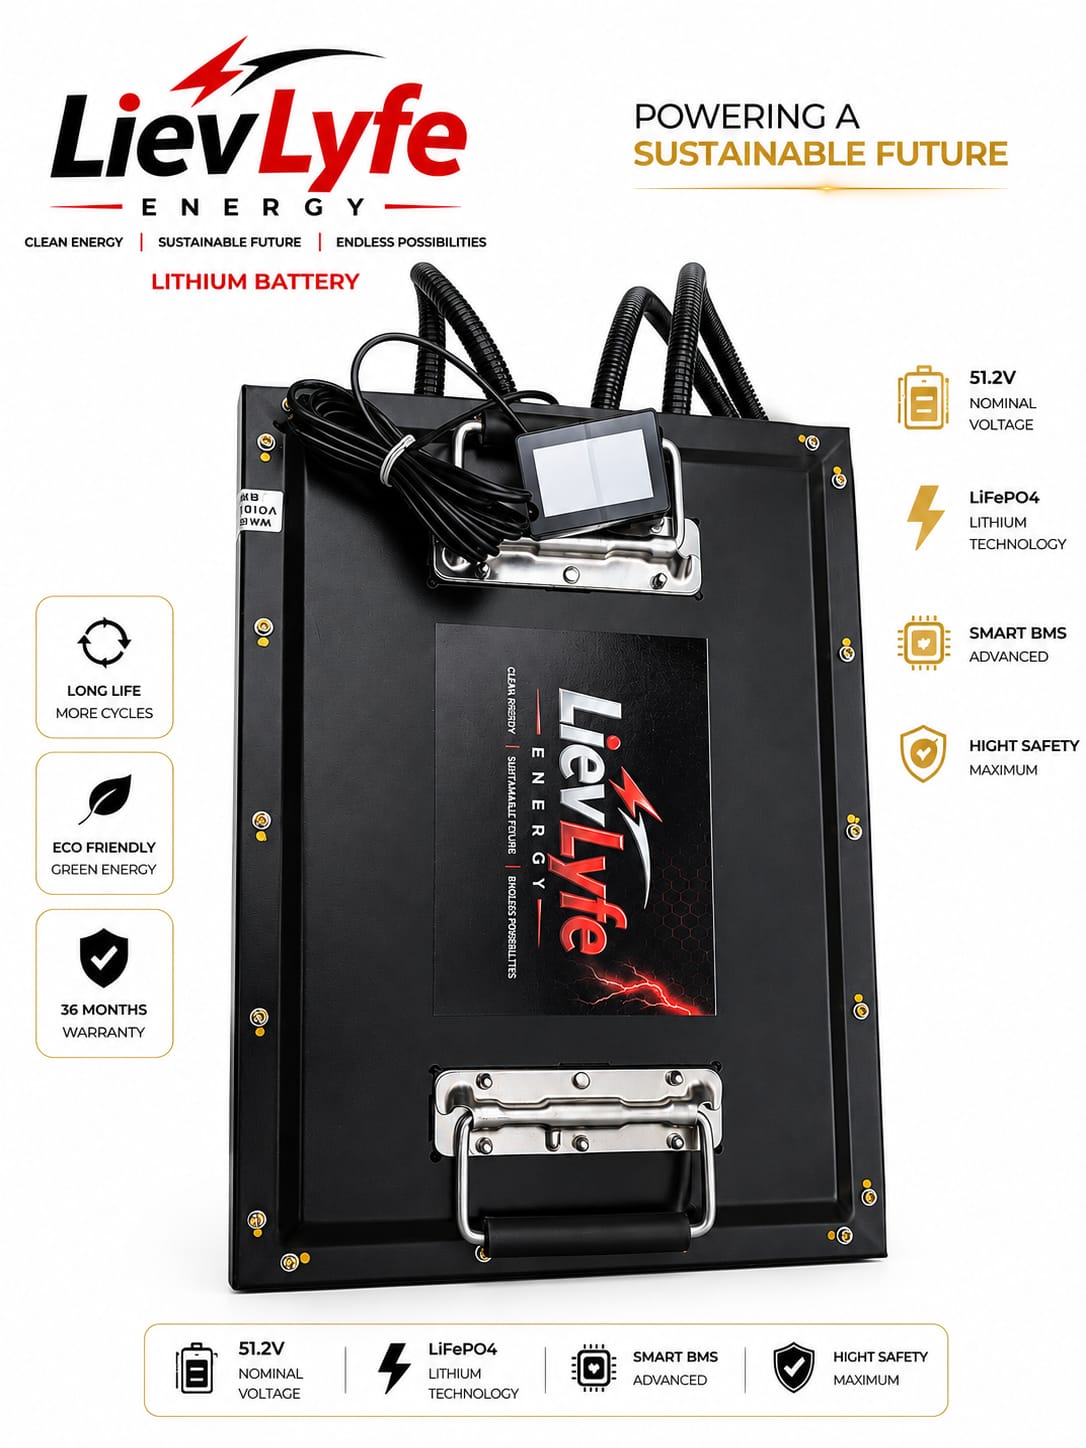 LievLyfe
ENERGY
CLEAN ENERGY | SUSTAINABLE FUTURE | ENDLESS POSSIBILITIES
LITHIUM BATTERY
POWERING A
SUSTAINABLE FUTURE
51.2V
NOMINAL
VOLTAGE
LiFePO4
LITHIUM
TECHNOLOGY
SMART BMS
ADVANCED
HIGHT SAFETY
MAXIMUM
LONG LIFE
MORE CYCLES
ECO FRIENDLY
GREEN ENERGY
36 MONTHS
WARRANTY
LievLyfe
ENERGY
51.2V
NOMINAL
VOLTAGE
LiFePO4
LITHIUM
TECHNOLOGY
SMART BMS
ADVANCED
HIGHT SAFETY
MAXIMUM